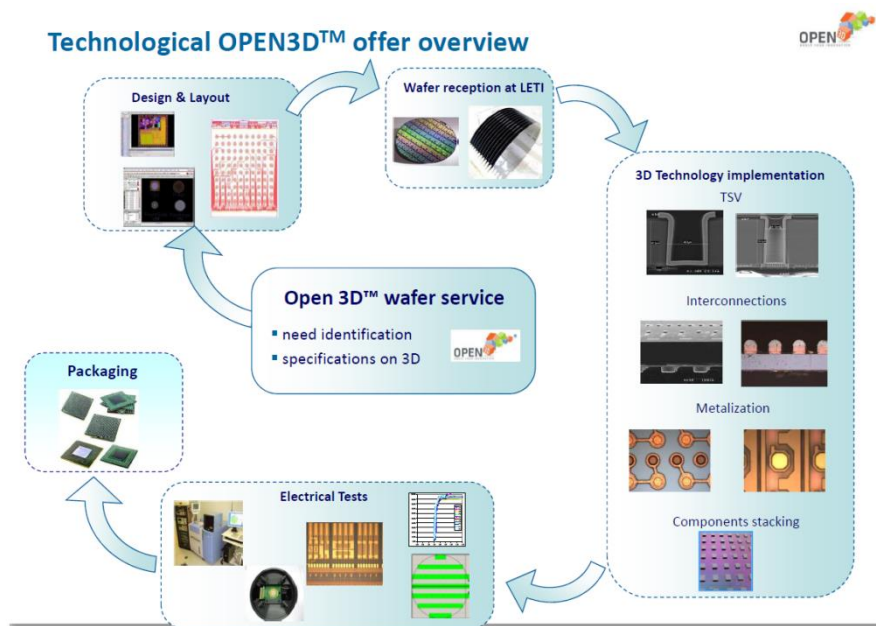 Technological OPEN3D™ offer overview
OPEN
Design & Layout
Wafer reception at LETI
3D Technology implementation
TSV
Interconnections
Metalization
Components stacking
Open 3D™ wafer service
▪ need identification
▪ specifications on 3D
OPEN
Packaging
Electrical Tests